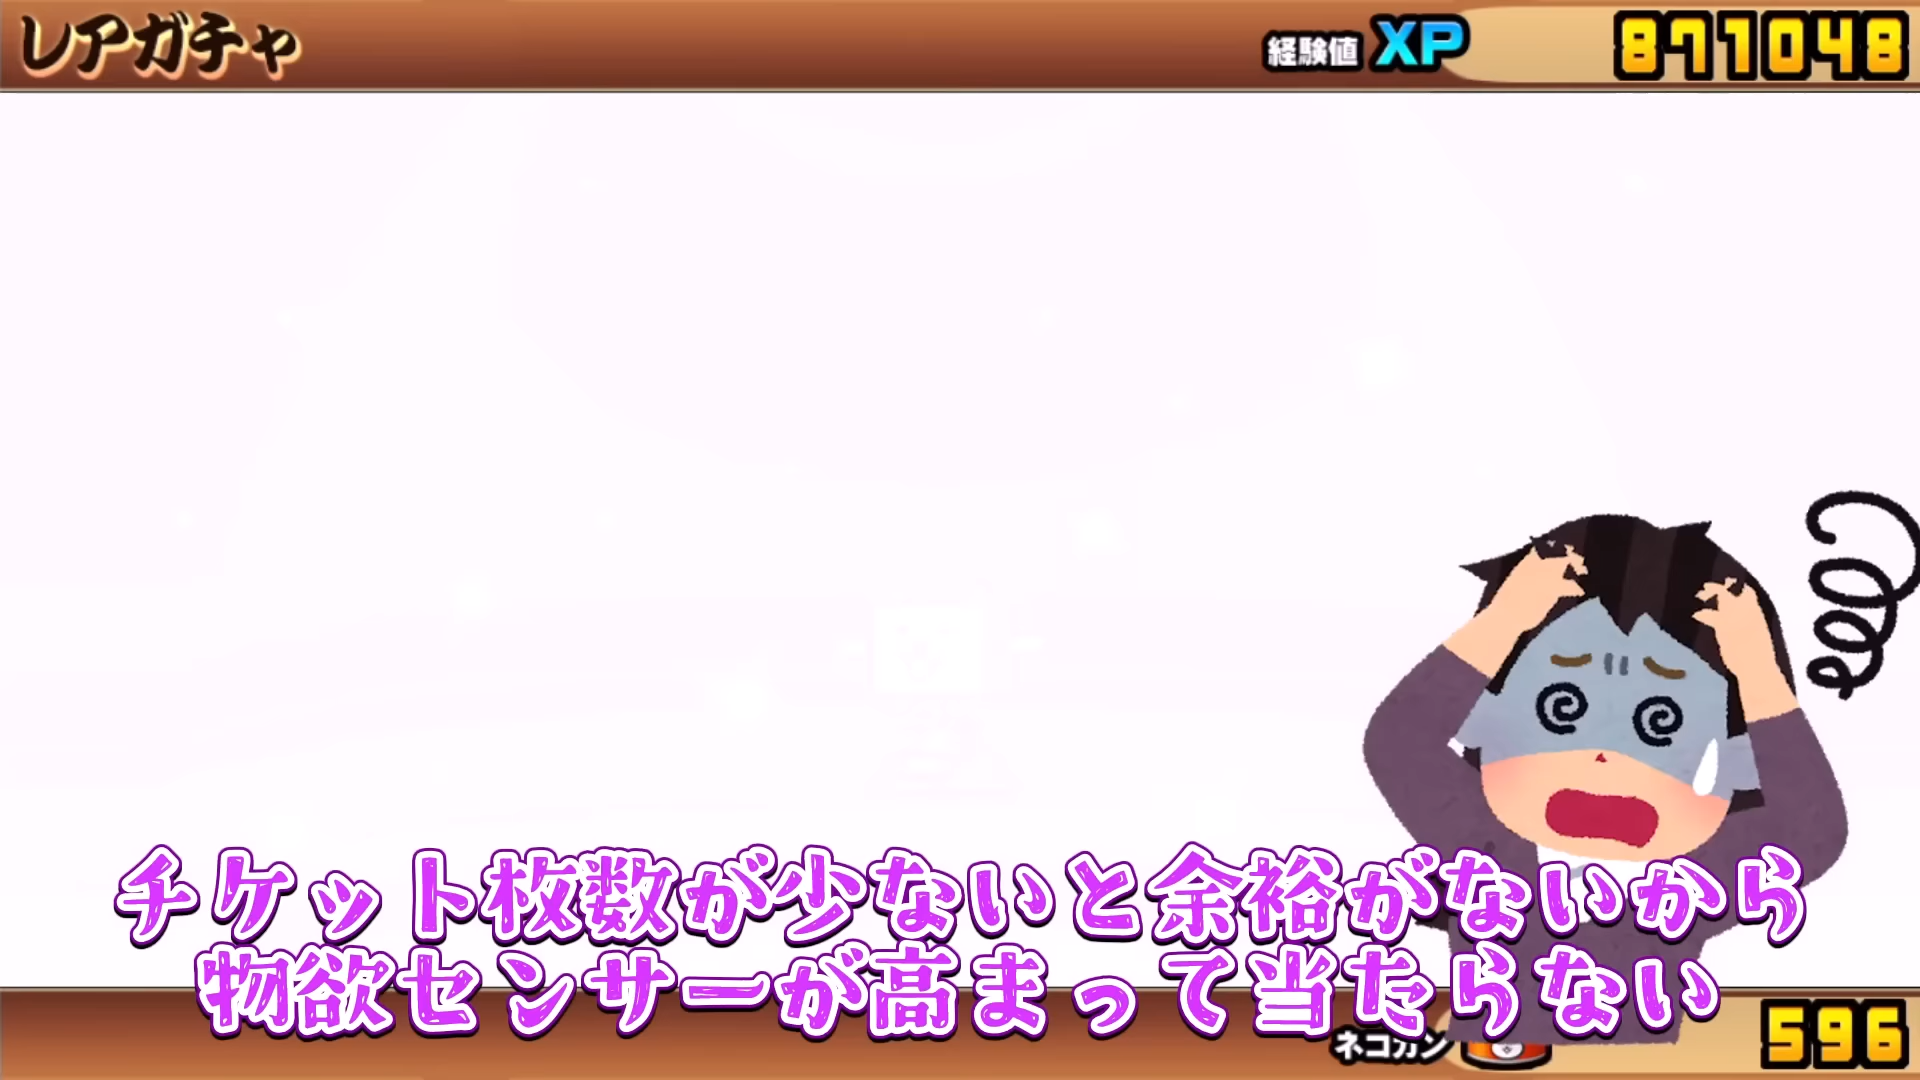 レアガチャ
経験値 XP 871048
チケット枚数が少ないと余裕がないから
物欲センサーが高まって当たらない
ネコカン 596